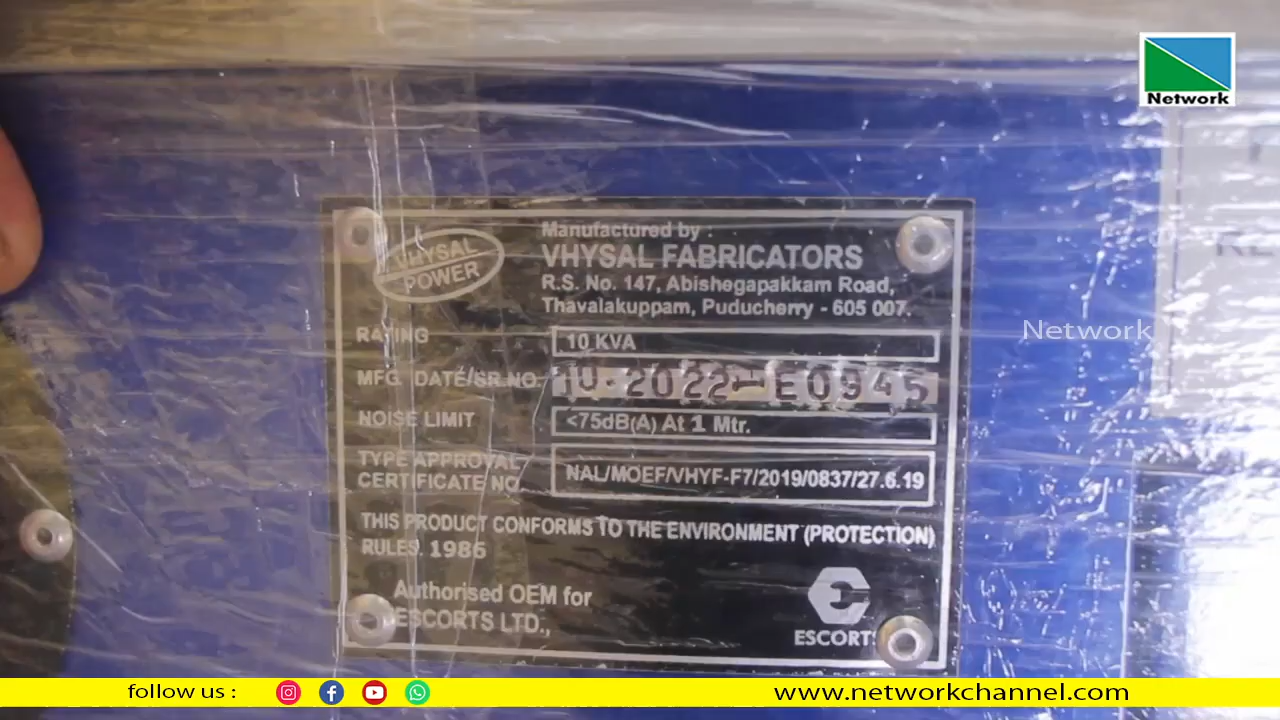 Network
VHYSAL
POWER
Manufactured by :
VHYSAL FABRICATORS
R.S. No. 147, Abishegapakkam Road,
Thavalakuppam, Puducherry - 605 007.
RATING
10 KVA
MFG. DATE/SR.NO
10-2022-E0945
NOISE LIMIT
<75dB(A) At 1 Mtr.
TYPE APPROVAL
CERTIFICATE NO.
NAL/MOEF/VHYF-F7/2019/0837/27.6.19
THIS PRODUCT CONFORMS TO THE ENVIRONMENT (PROTECTION)
RULES. 1986
Authorised OEM for
ESCORTS LTD.,
ESCORTS
Network
follow us :
www.networkchannel.com